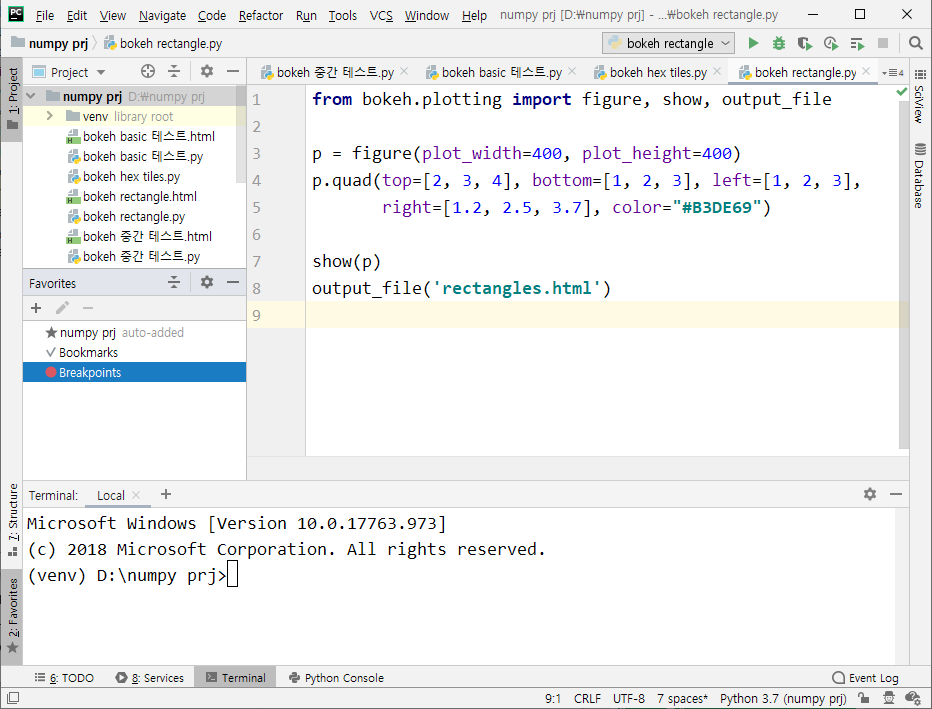 PC File Edit View Navigate Code Refactor Run Tools VCS Window Help numpy prj [D:₩numpy prj] - ...₩bokeh rectangle.py
numpy prj bokeh rectangle.py bokeh rectangle
1: Project
Project
numpy prj D:₩numpy prj
venv library root
bokeh basic 테스트.html
bokeh basic 테스트.py
bokeh hex tiles.py
bokeh rectangle.html
bokeh rectangle.py
bokeh 중간 테스트.html
bokeh 중간 테스트.py
Favorites
numpy prj auto-added
Bookmarks
Breakpoints
bokeh 중간 테스트.py bokeh basic 테스트.py bokeh hex tiles.py bokeh rectangle.py 4
1 from bokeh.plotting import figure, show, output_file
2
3 p = figure(plot_width=400, plot_height=400)
4 p.quad(top=[2, 3, 4], bottom=[1, 2, 3], left=[1, 2, 3],
5 right=[1.2, 2.5, 3.7], color="#B3DE69")
6
7 show(p)
8 output_file('rectangles.html')
9
SciView
Database
7: Structure
2: Favorites
Terminal: Local
Microsoft Windows [Version 10.0.17763.973]
(c) 2018 Microsoft Corporation. All rights reserved.
(venv) D:\numpy prj>
6: TODO 8: Services Terminal Python Console Event Log
9:1 CRLF UTF-8 7 spaces* Python 3.7 (numpy prj)